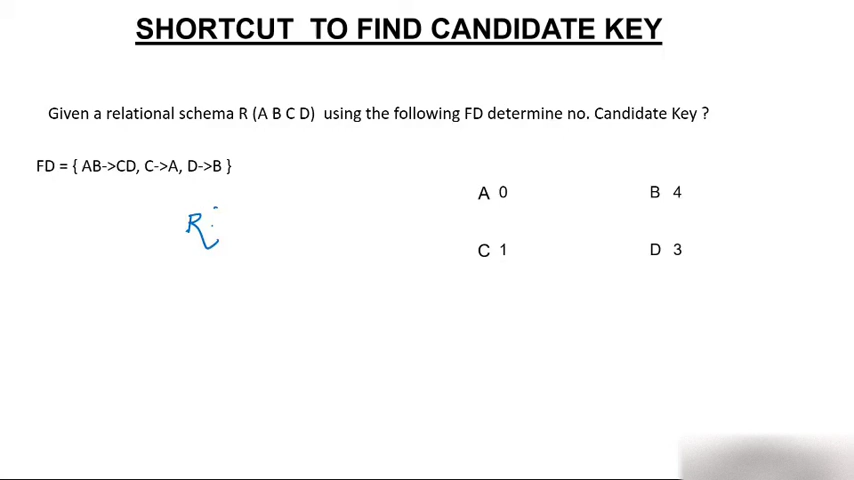 SHORTCUT TO FIND CANDIDATE KEY
Given a relational schema R (A B C D) using the following FD determine no. Candidate Key ?
FD = { AB->CD, C->A, D->B }
A 0
B 4
R
C 1
D 3